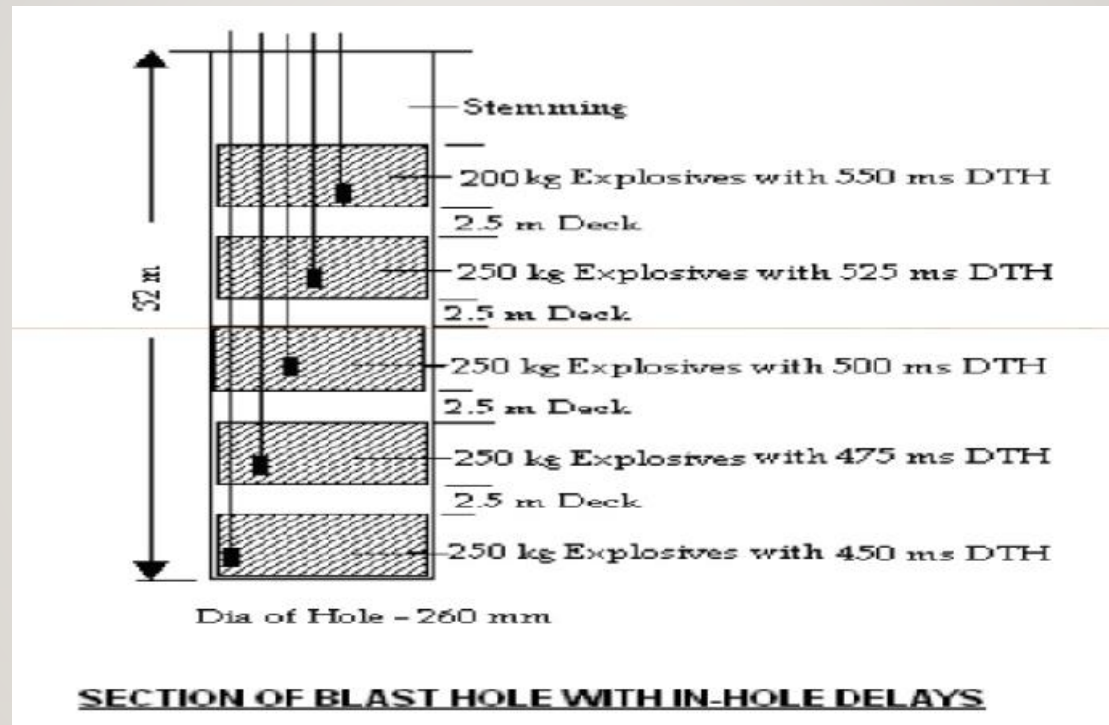 Stemming
200 kg Explosives with 550 ms DTH
2.5 m Deck
250 kg Explosives with 525 ms DTH
2.5 m Deck
32 m
250 kg Explosives with 500 ms DTH
2.5 m Deck
250 kg Explosives with 475 ms DTH
2.5 m Deck
250 kg Explosives with 450 ms DTH
Dia of Hole - 260 mm
SECTION OF BLAST HOLE WITH IN-HOLE DELAYS